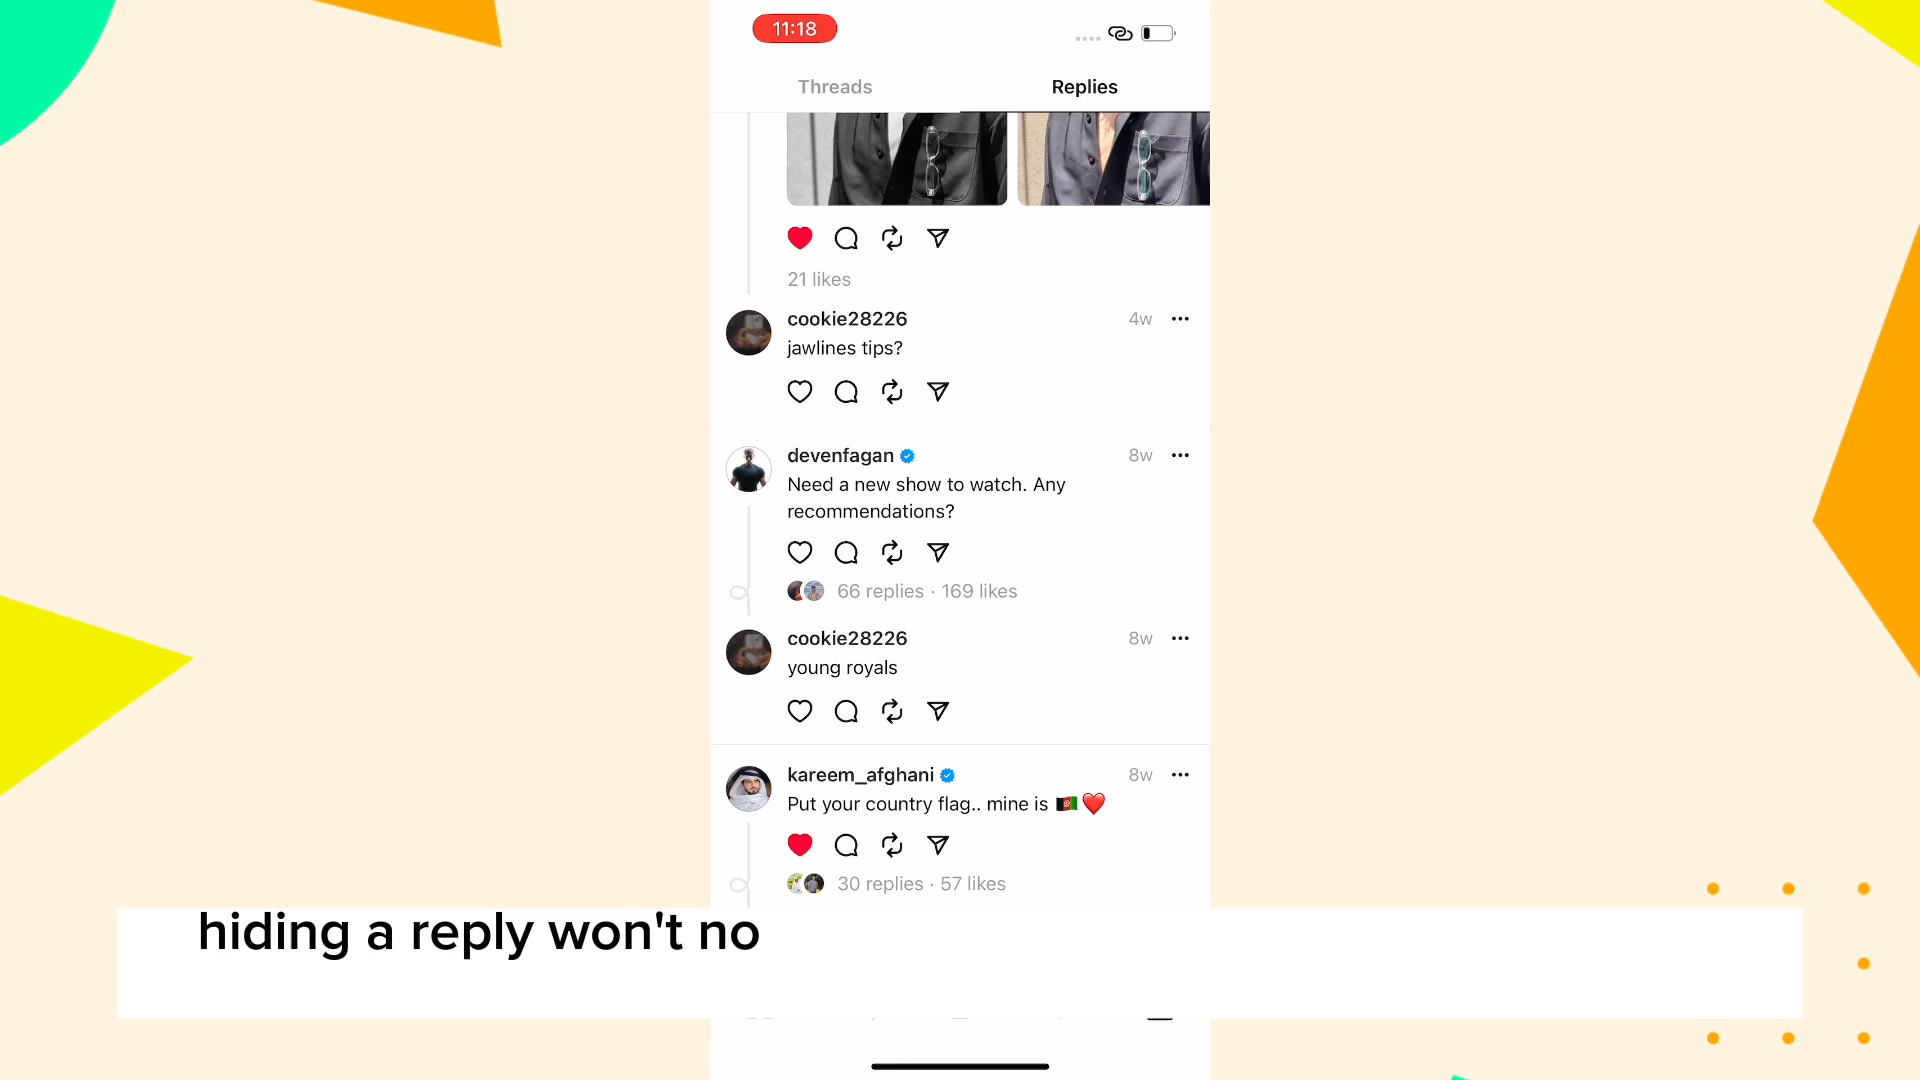 11:18
Threads
Replies
21 likes
cookie28226
4w
jawlines tips?
devenfagan
8w
Need a new show to watch. Any
recommendations?
66 replies · 169 likes
cookie28226
8w
young royals
kareem_afghani
8w
Put your country flag.. mine is 🇦🇫❤️
30 replies · 57 likes
hiding a reply won't no